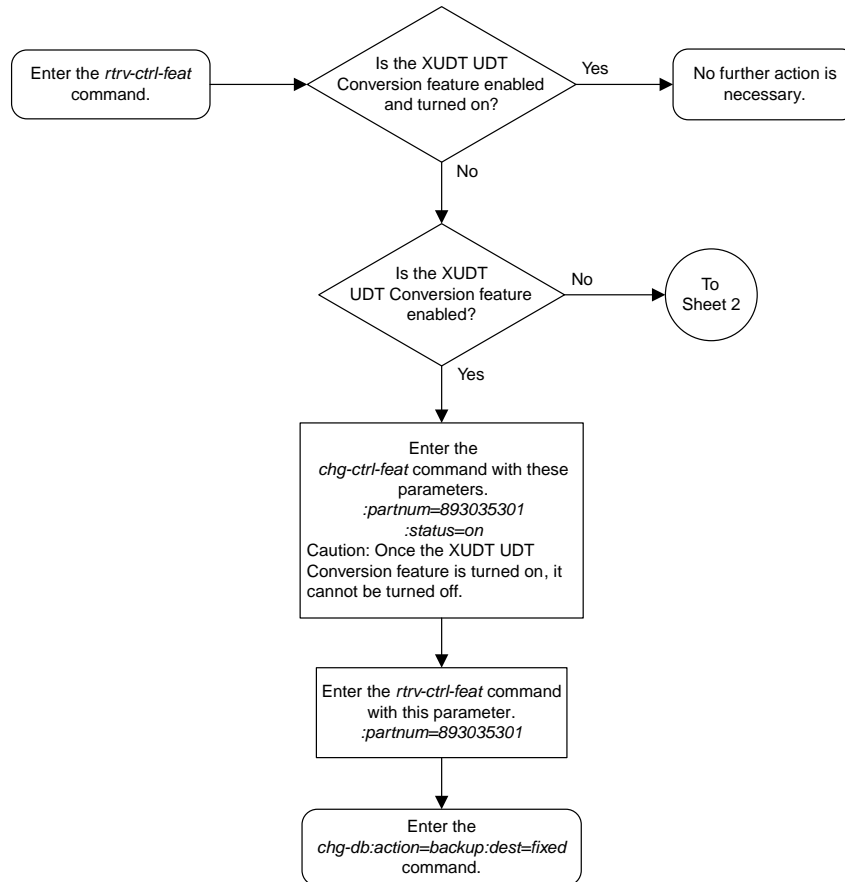 Enter the rtrv-ctrl-feat
command.
Is the XUDT UDT
Conversion feature enabled
and turned on?
Yes
No further action is
necessary.
No
Is the XUDT
UDT Conversion feature
enabled?
No
To
Sheet 2
Yes
Enter the
chg-ctrl-feat command with these
parameters.
:partnum=893035301
:status=on
Caution: Once the XUDT UDT
Conversion feature is turned on, it
cannot be turned off.
Enter the rtrv-ctrl-feat command
with this parameter.
:partnum=893035301
Enter the
chg-db:action=backup:dest=fixed
command.